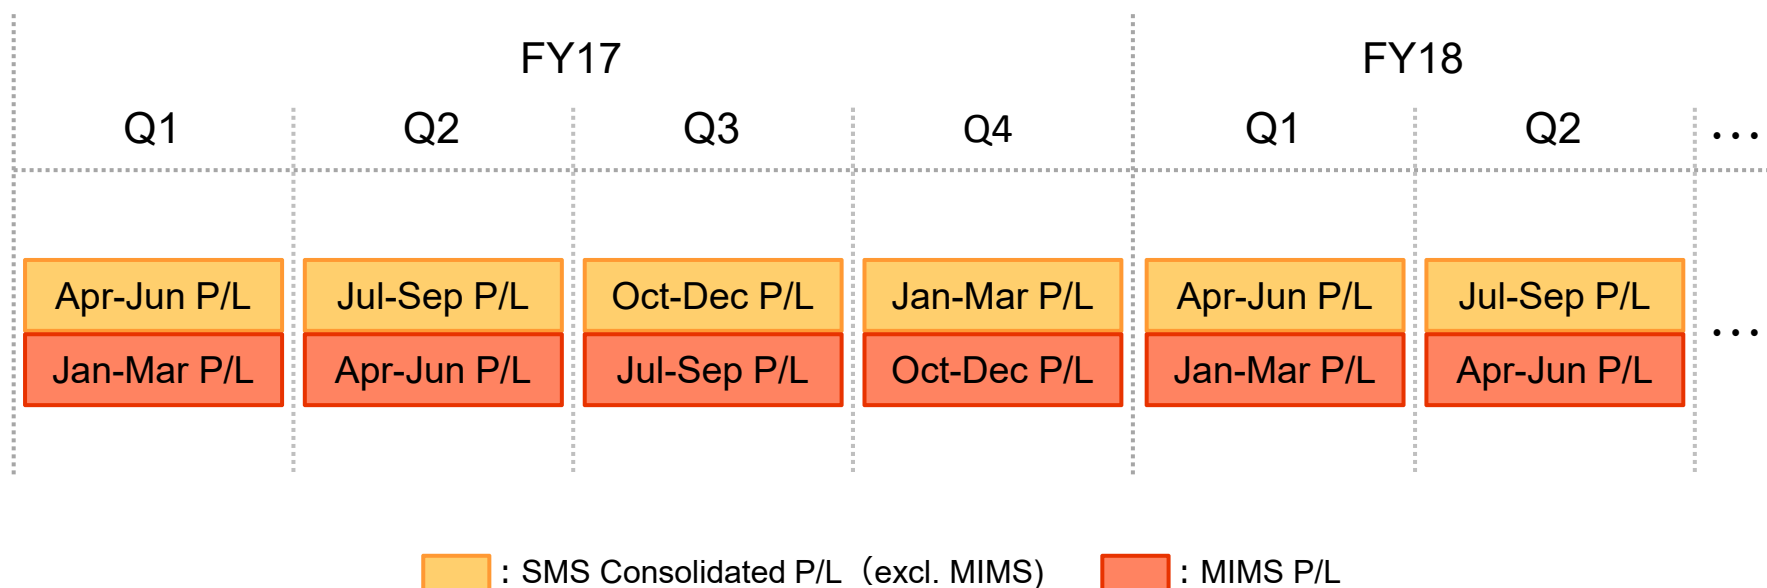 FY17 FY18
Q1 Q2 Q3 Q4 Q1 Q2 ...
Apr-Jun P/L Jul-Sep P/L Oct-Dec P/L Jan-Mar P/L Apr-Jun P/L Jul-Sep P/L
...
Jan-Mar P/L Apr-Jun P/L Jul-Sep P/L Oct-Dec P/L Jan-Mar P/L Apr-Jun P/L
: SMS Consolidated P/L（excl. MIMS) : MIMS P/L